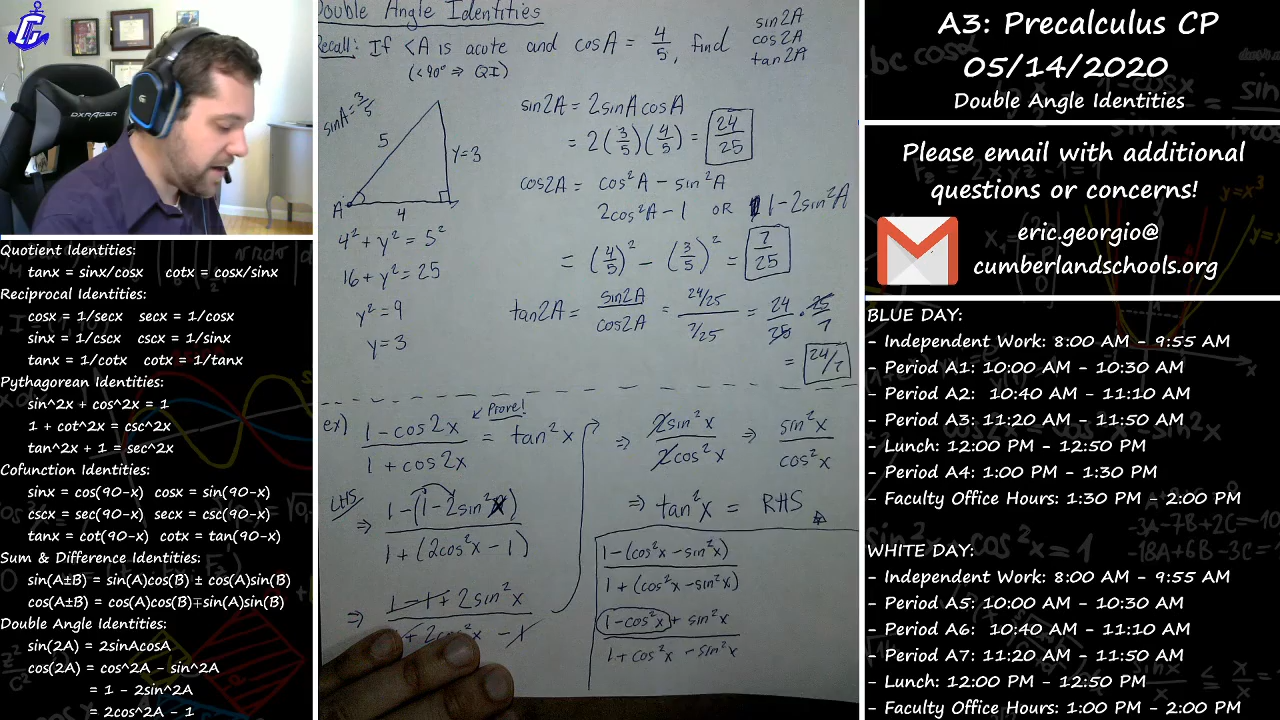 G
DXRACER
Quotient Identities:
tanx = sinx/cosx cotx = cosx/sinx
Reciprocal Identities:
cosx = 1/secx secx = 1/cosx
sinx = 1/cscx cscx = 1/sinx
tanx = 1/cotx cotx = 1/tanx
Pythagorean Identities:
sin^2x + cos^2x = 1
1 + cot^2x = csc^2x
tan^2x + 1 = sec^2x
Cofunction Identities:
sinx = cos(90-x) cosx = sin(90-x)
cscx = sec(90-x) secx = csc(90-x)
tanx = cot(90-x) cotx = tan(90-x)
Sum & Difference Identities:
sin(A±B) = sin(A)cos(B) ± cos(A)sin(B)
cos(A±B) = cos(A)cos(B)∓sin(A)sin(B)
Double Angle Identities:
sin(2A) = 2sinAcosA
cos(2A) = cos^2A - sin^2A
= 1 - 2sin^2A
= 2cos^2A - 1
Double Angle Identities
Recall: If <A is acute and cosA = 4/5, find sin2A
cos2A
tan2A
(<90° ⇒ QI)
sinA = 3/5
5
y=3
A
4
4² + y² = 5²
16 + y² = 25
y² = 9
y = 3
sin2A = 2sinAcosA
= 2(3/5)(4/5) = 24/25
cos2A = cos²A - sin²A
2cos²A - 1 OR 1 - 2sin²A
= (4/5)² - (3/5)² = 7/25
tan2A = sin2A/cos2A = 24/25/7/25 = 24/25 · 25/7
= 24/7
ex) 1 - cos2x/1 + cos2x = tan²x ↙ Prove!
LHS
⇒ 1 - (1 - 2sin²x)/1 + (2cos²x - 1)
⇒ 1 - 1 + 2sin²x/+ 2cos²x - 1
⇒ 2sin²x/2cos²x ⇒ sin²x/cos²x
⇒ tan²x = RHS
1 - (cos²x - sin²x)
1 + (cos²x - sin²x)
1 - cos²x + sin²x
1 + cos²x - sin²x
A3: Precalculus CP
05/14/2020
Double Angle Identities
Please email with additional
questions or concerns!
eric.georgio@
cumberlandschools.org
BLUE DAY:
- Independent Work: 8:00 AM - 9:55 AM
- Period A1: 10:00 AM - 10:30 AM
- Period A2: 10:40 AM - 11:10 AM
- Period A3: 11:20 AM - 11:50 AM
- Lunch: 12:00 PM - 12:50 PM
- Period A4: 1:00 PM - 1:30 PM
- Faculty Office Hours: 1:30 PM - 2:00 PM
WHITE DAY:
- Independent Work: 8:00 AM - 9:55 AM
- Period A5: 10:00 AM - 10:30 AM
- Period A6: 10:40 AM - 11:10 AM
- Period A7: 11:20 AM - 11:50 AM
- Lunch: 12:00 PM - 12:50 PM
- Faculty Office Hours: 1:00 PM - 2:00 PM